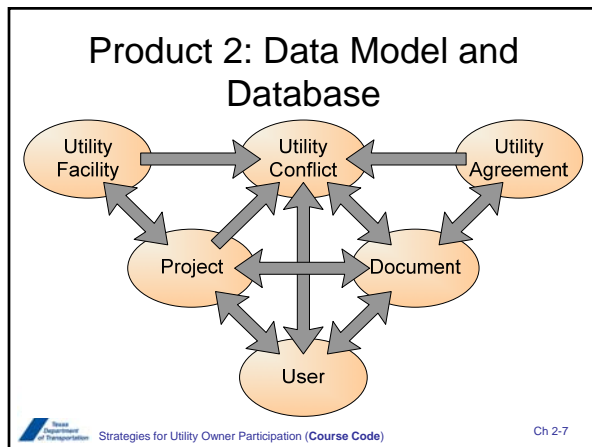 Product 2: Data Model and
Database
Utility
Facility
Utility
Conflict
Utility
Agreement
Project
Document
User
Texas
Department
of Transportation
Strategies for Utility Owner Participation (Course Code)
Ch 2-7